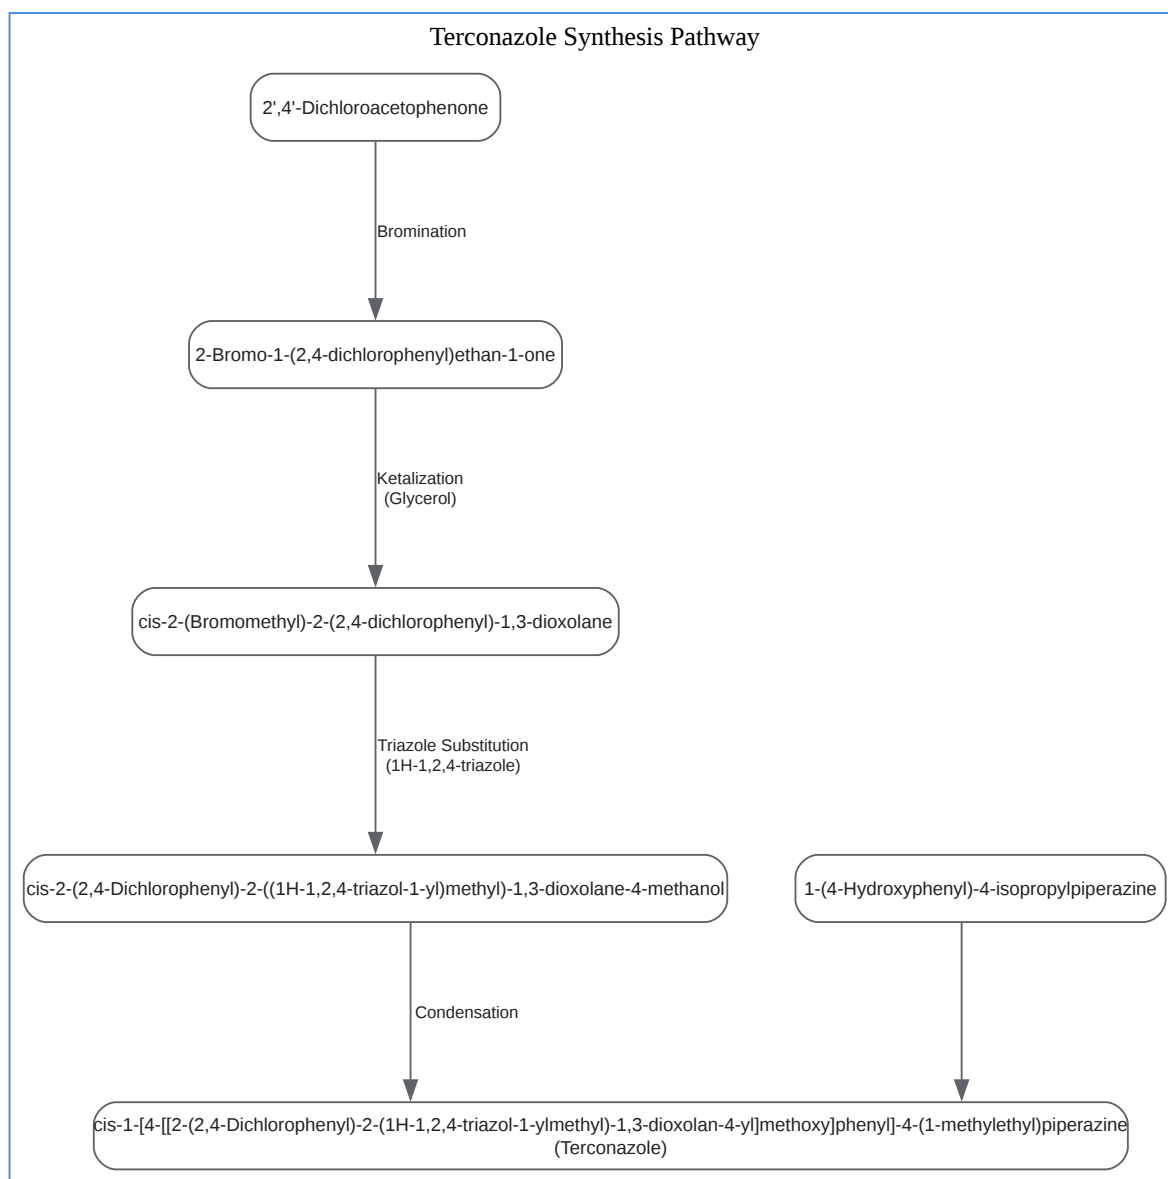 Terconazole Synthesis Pathway
2',4'-Dichloroacetophenone
Bromination
2-Bromo-1-(2,4-dichlorophenyl)ethan-1-one
Ketalization
(Glycerol)
cis-2-(Bromomethyl)-2-(2,4-dichlorophenyl)-1,3-dioxolane
Triazole Substitution
(1H-1,2,4-triazole)
cis-2-(2,4-Dichlorophenyl)-2-((1H-1,2,4-triazol-1-yl)methyl)-1,3-dioxolane-4-methanol
1-(4-Hydroxyphenyl)-4-isopropylpiperazine
Condensation
cis-1-[4-[[2-(2,4-Dichlorophenyl)-2-(1H-1,2,4-triazol-1-ylmethyl)-1,3-dioxolan-4-yl]methoxy]phenyl]-4-(1-methylethyl)piperazine
(Terconazole)